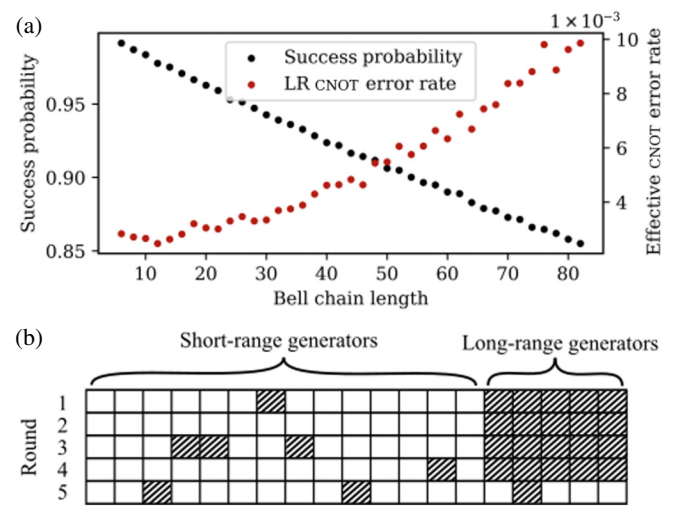 (a)
1 × 10⁻³
Success probability
LR CNOT error rate
Success probability
0.95
0.90
0.85
10
8
6
4
Effective CNOT error rate
10 20 30 40 50 60 70 80
Bell chain length
(b)
Short-range generators Long-range generators
Round
1
2
3
4
5